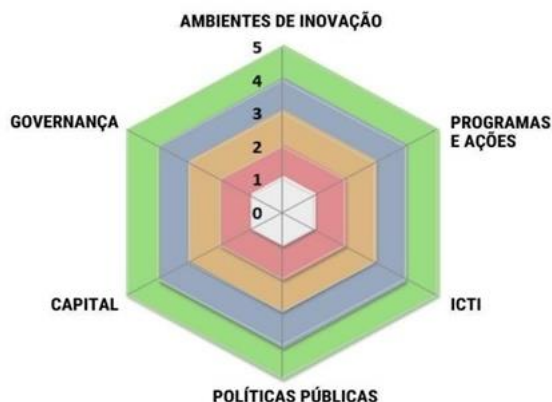 AMBIENTES DE INOVAÇÃO
5
4
GOVERNANÇA
PROGRAMAS
E AÇÕES
3
2
1
0
CAPITAL
ICTI
POLÍTICAS PÚBLICAS